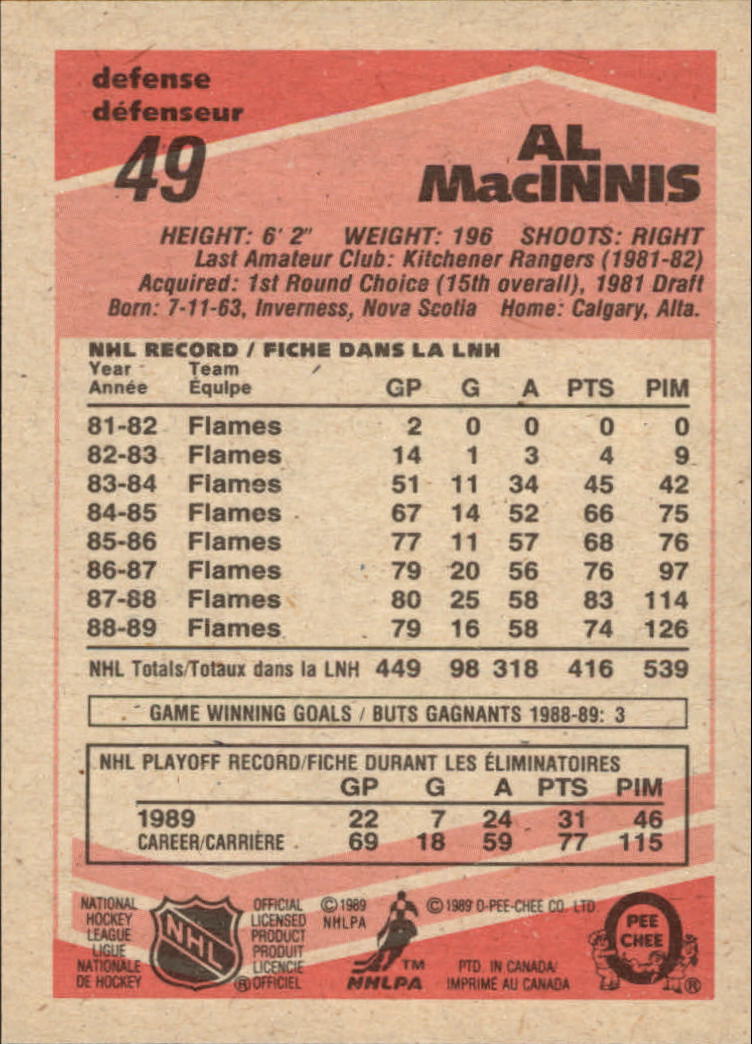 defense
défenseur
49
AL
MacINNIS
HEIGHT: 6' 2" WEIGHT: 196 SHOOTS: RIGHT
Last Amateur Club: Kitchener Rangers (1981-82)
Acquired: 1st Round Choice (15th overall), 1981 Draft
Born: 7-11-63, Inverness, Nova Scotia Home: Calgary, Alta.
NHL RECORD / FICHE DANS LA LNH
Year Team
Année Équipe GP G A PTS PIM
81-82 Flames 2 0 0 0 0
82-83 Flames 14 1 3 4 9
83-84 Flames 51 11 34 45 42
84-85 Flames 67 14 52 66 75
85-86 Flames 77 11 57 68 76
86-87 Flames 79 20 56 76 97
87-88 Flames 80 25 58 83 114
88-89 Flames 79 16 58 74 126
NHL Totals/Totaux dans la LNH 449 98 318 416 539
GAME WINNING GOALS / BUTS GAGNANTS 1988-89: 3
NHL PLAYOFF RECORD/FICHE DURANT LES ÉLIMINATOIRES
GP G A PTS PIM
1989 22 7 24 31 46
CAREER/CARRIÈRE 69 18 59 77 115
NATIONAL
HOCKEY
LEAGUE
LIGUE
NATIONALE
DE HOCKEY
NHL
®
OFFICIAL
LICENSED
PRODUCT
PRODUIT
LICENCIE
OFFICIEL
©1989
NHLPA
TM
NHLPA
©1989 O-PEE-CHEE CO. LTD.
PTD. IN CANADA/
IMPRIMÉ AU CANADA
PEE
CHEE
®